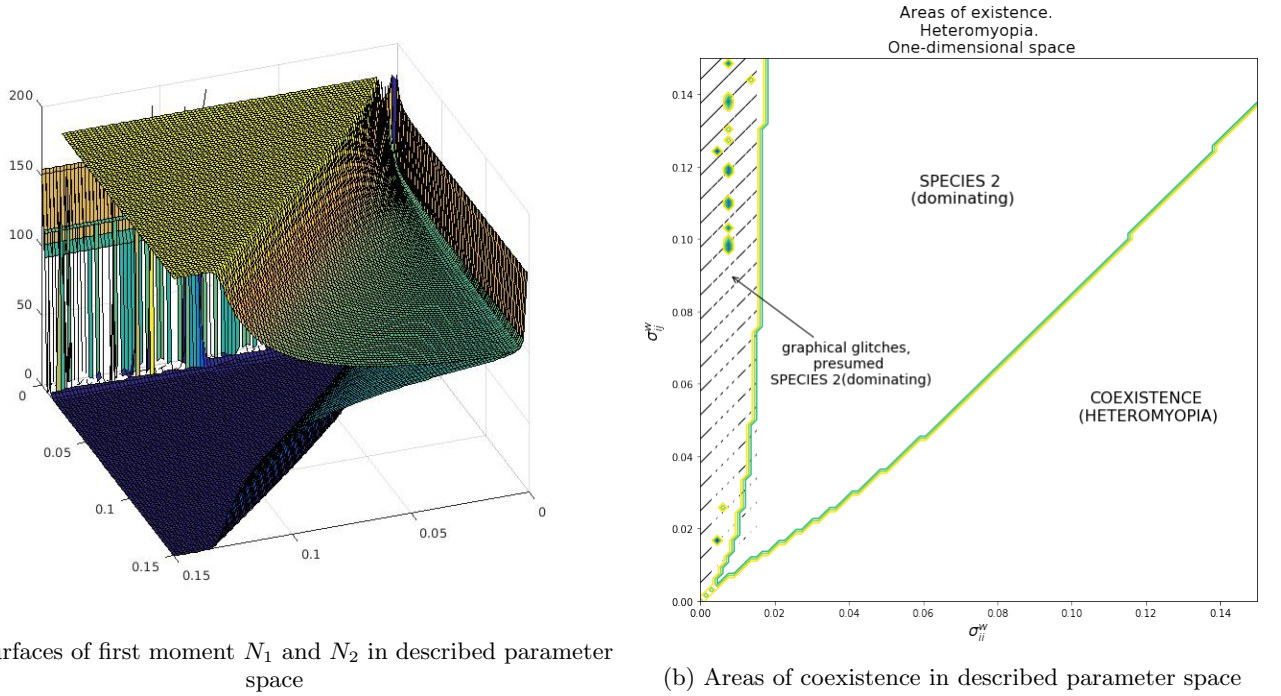 200
150
100
50
0
0
0.05
0.1
0.15
0.15
0.1
0.05
0
urfaces of first moment N₁ and N₂ in described parameter
space
Areas of existence.
Heteromyopia.
One-dimensional space
0.14
0.12
0.10
0.08
0.06
0.04
0.02
0.00
σʷᵢⱼ
SPECIES 2
(dominating)
graphical glitches,
presumed
SPECIES 2(dominating)
COEXISTENCE
(HETEROMYOPIA)
0.00
0.02
0.04
0.06
0.08
0.10
0.12
0.14
σʷᵢᵢ
(b) Areas of coexistence in described parameter space